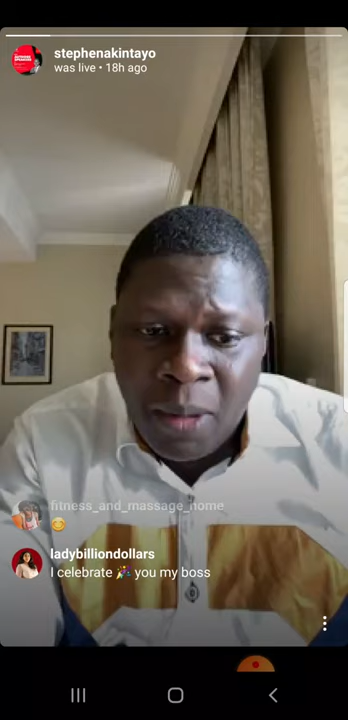 stephenakintayo
was live • 18h ago
fitness_and_massage_home
😊
ladybilliondollars
I celebrate 🎉 you my boss